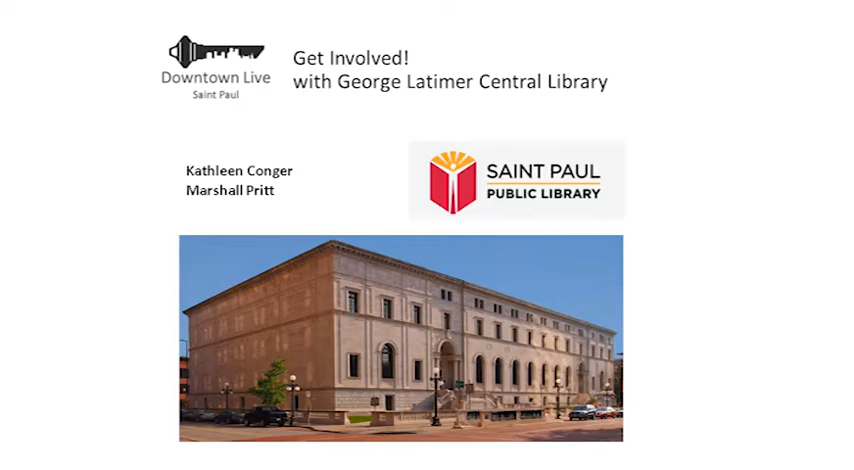 Downtown Live
Saint Paul
Get Involved!
with George Latimer Central Library
Kathleen Conger
Marshall Pritt
SAINT PAUL
PUBLIC LIBRARY